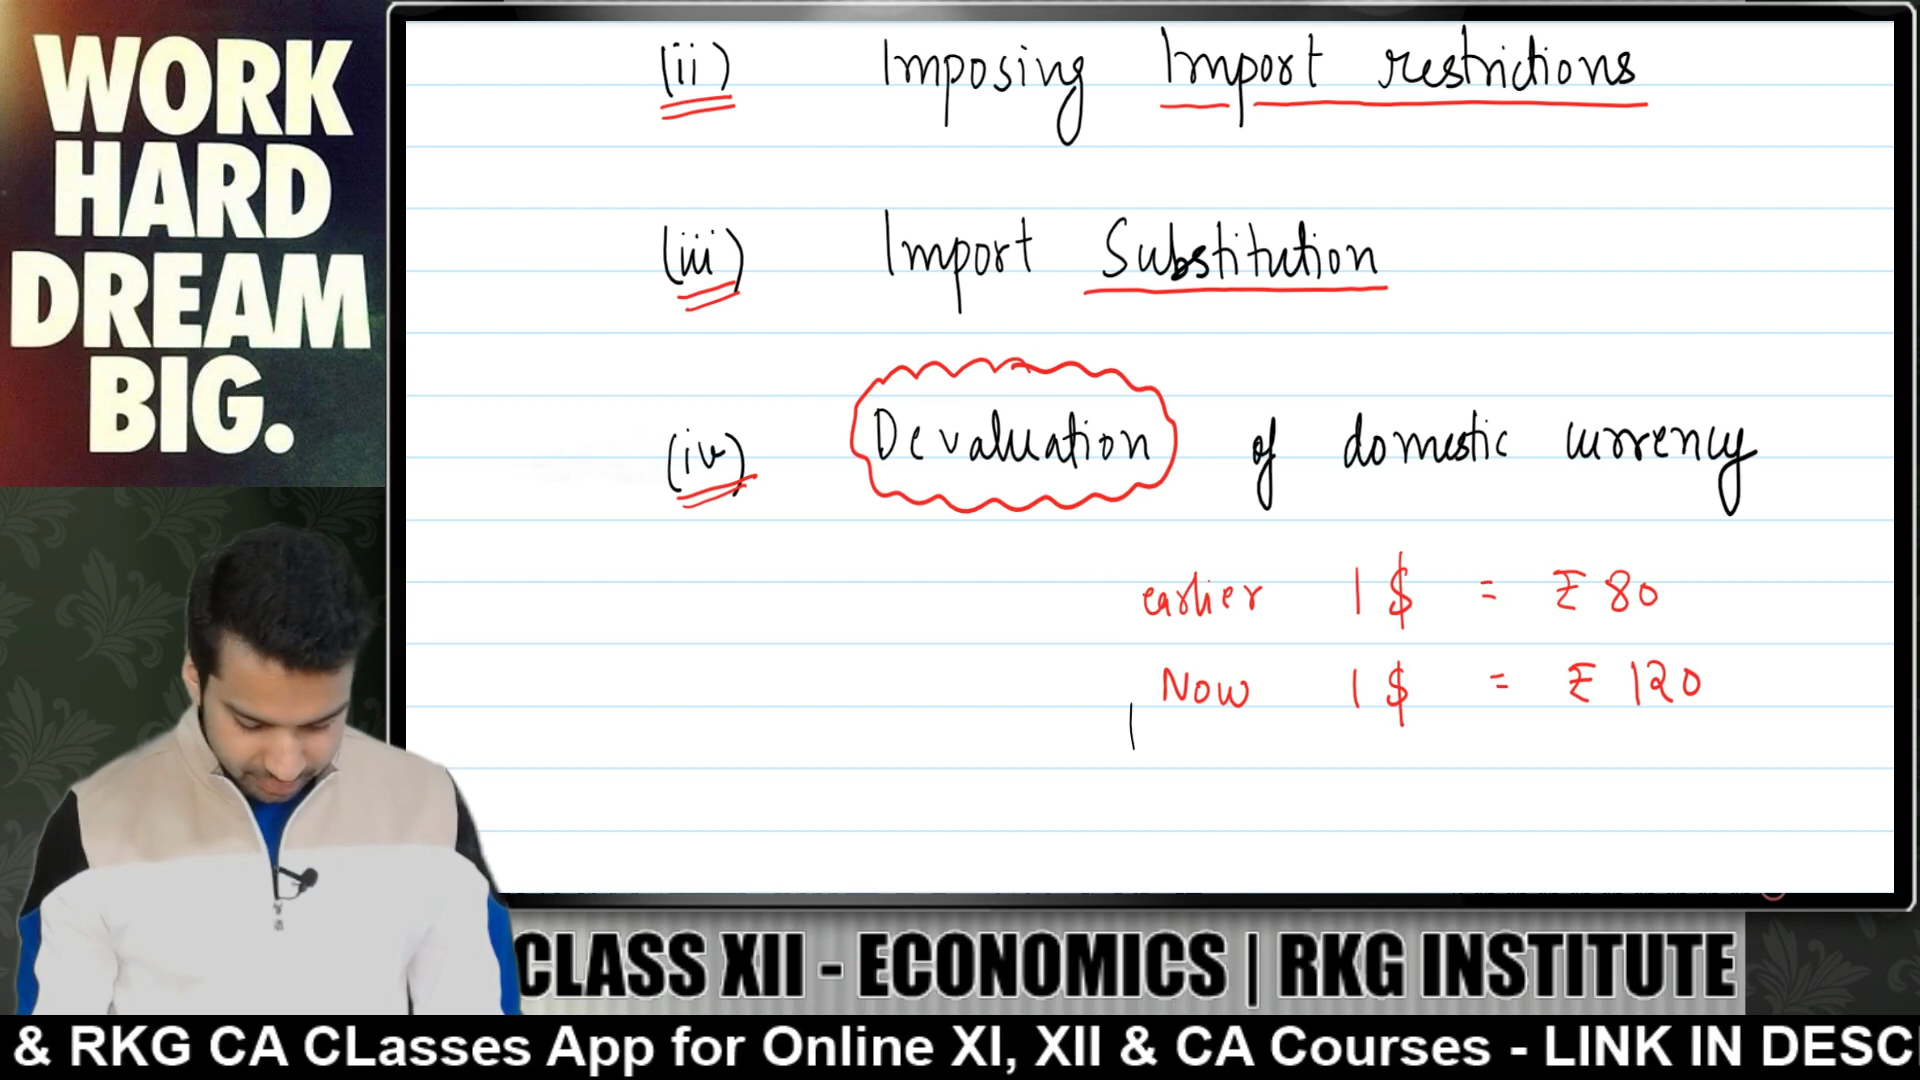 WORK
HARD
DREAM
BIG.
(ii) Imposing Import restrictions
(iii) Import Substitution
(iv) Devaluation of domestic currency
earlier 1 $ = ₹ 80
Now 1 $ = ₹ 120
CLASS XII - ECONOMICS | RKG INSTITUTE
& RKG CA CLasses App for Online XI, XII & CA Courses - LINK IN DESC